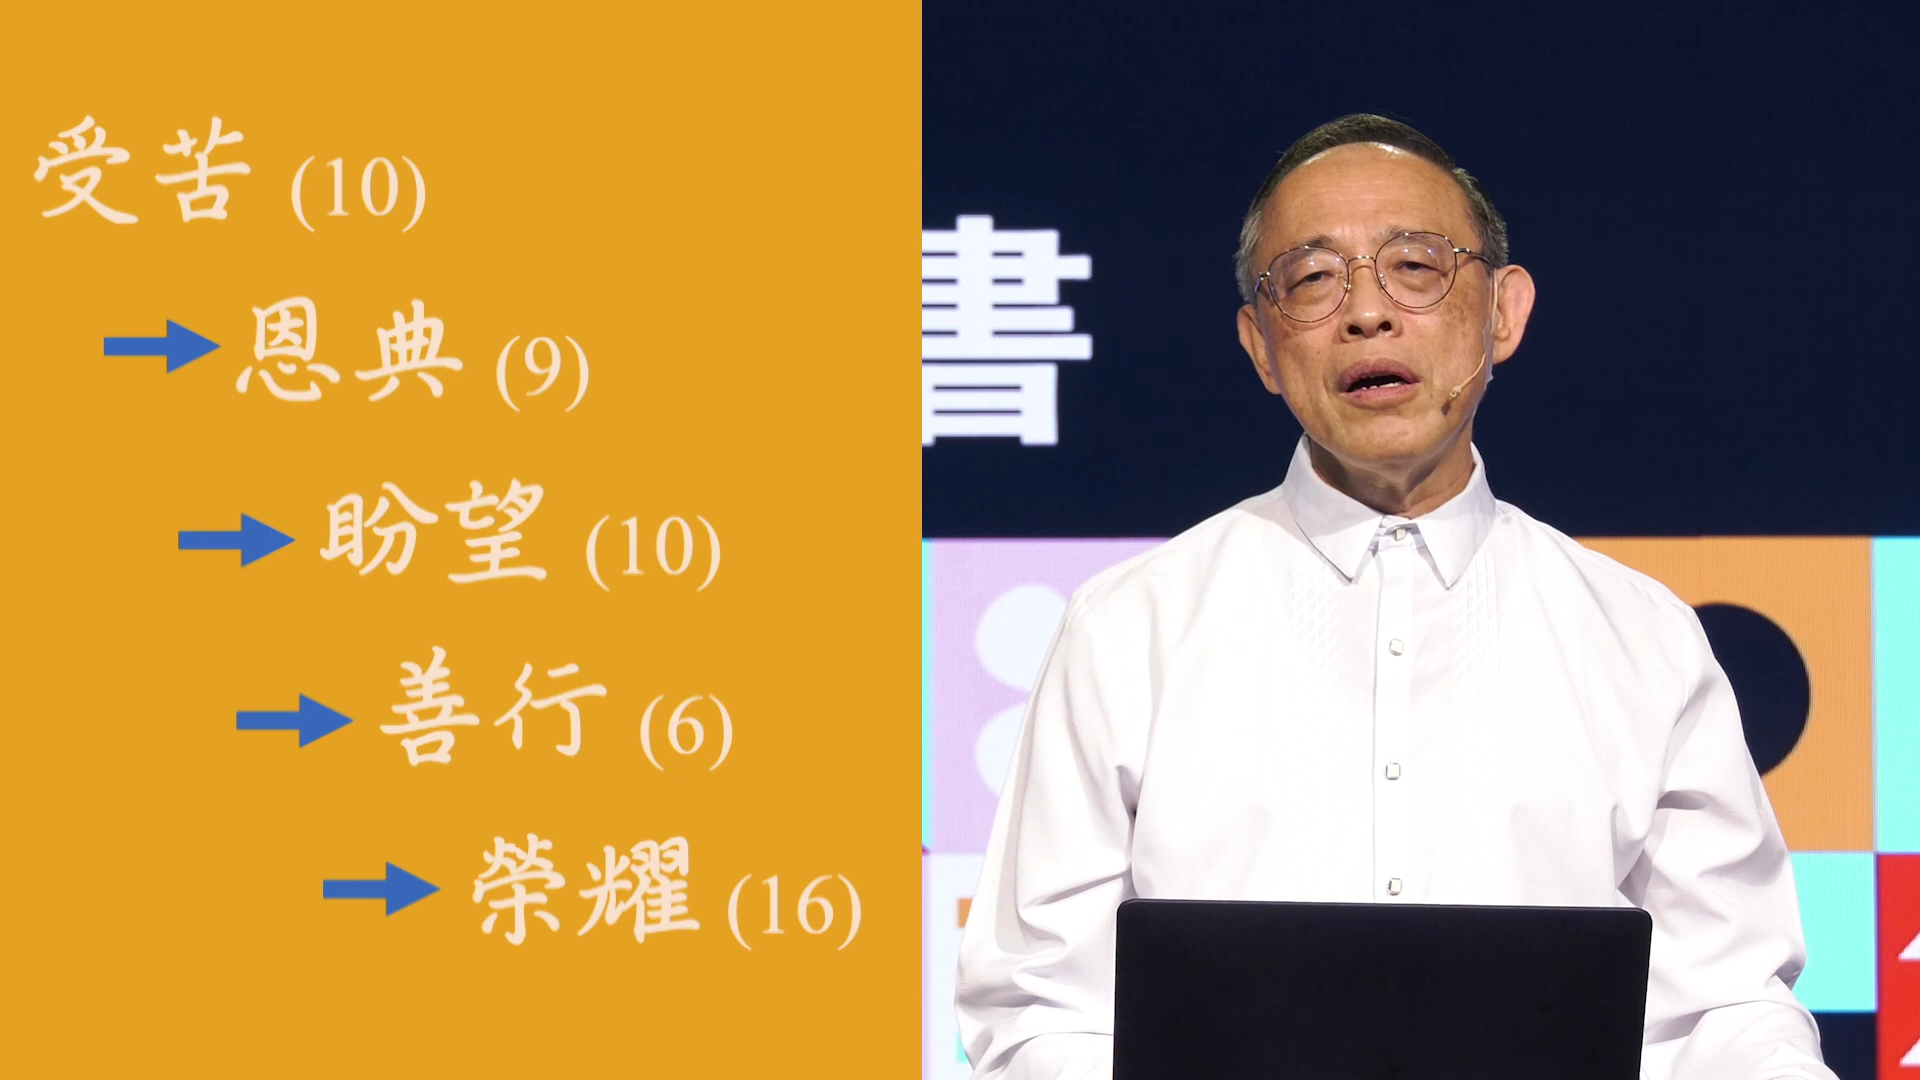 受苦 (10)
恩典 (9)
盼望 (10)
善行 (6)
榮耀 (16)
書